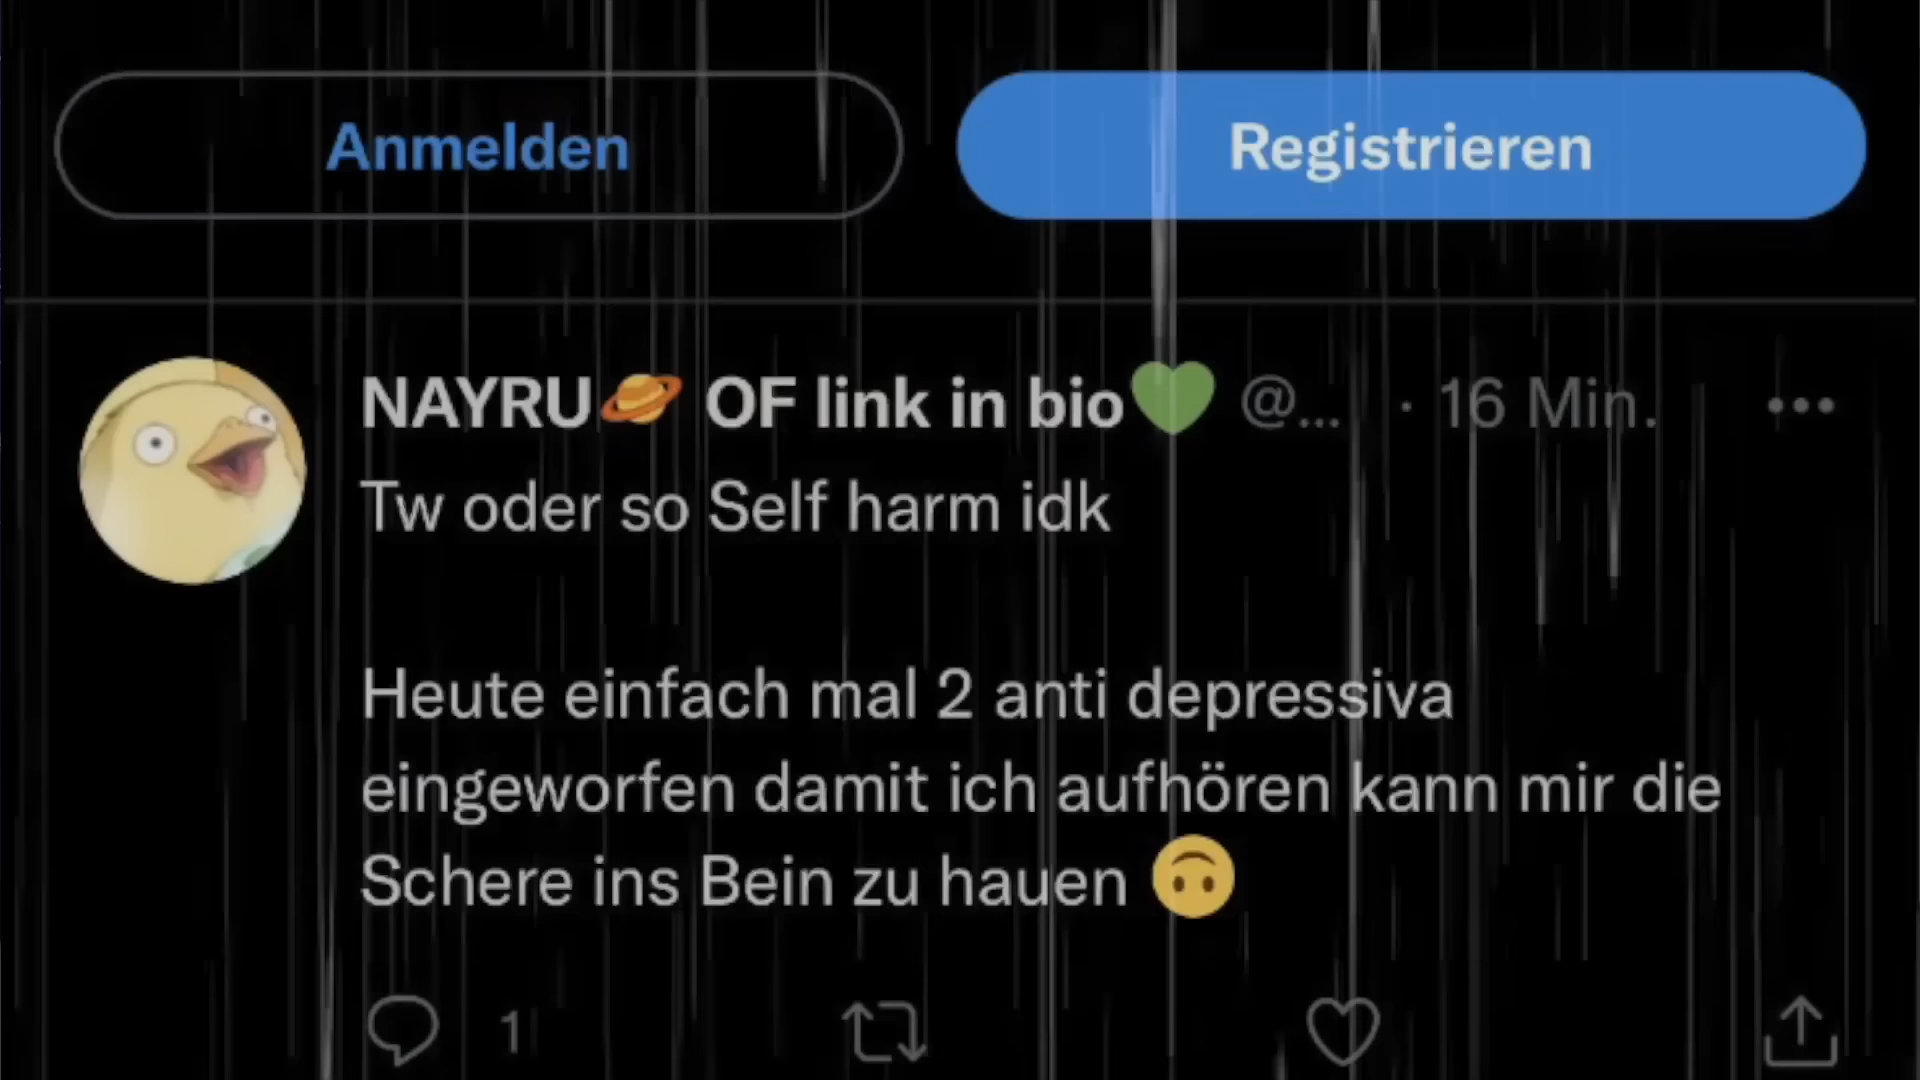 Anmelden
Registrieren
NAYRU🪐 OF link in bio💚 @... · 16 Min.
Tw oder so Self harm idk
Heute einfach mal 2 anti depressiva
eingeworfen damit ich aufhören kann mir die
Schere ins Bein zu hauen 🙃
1